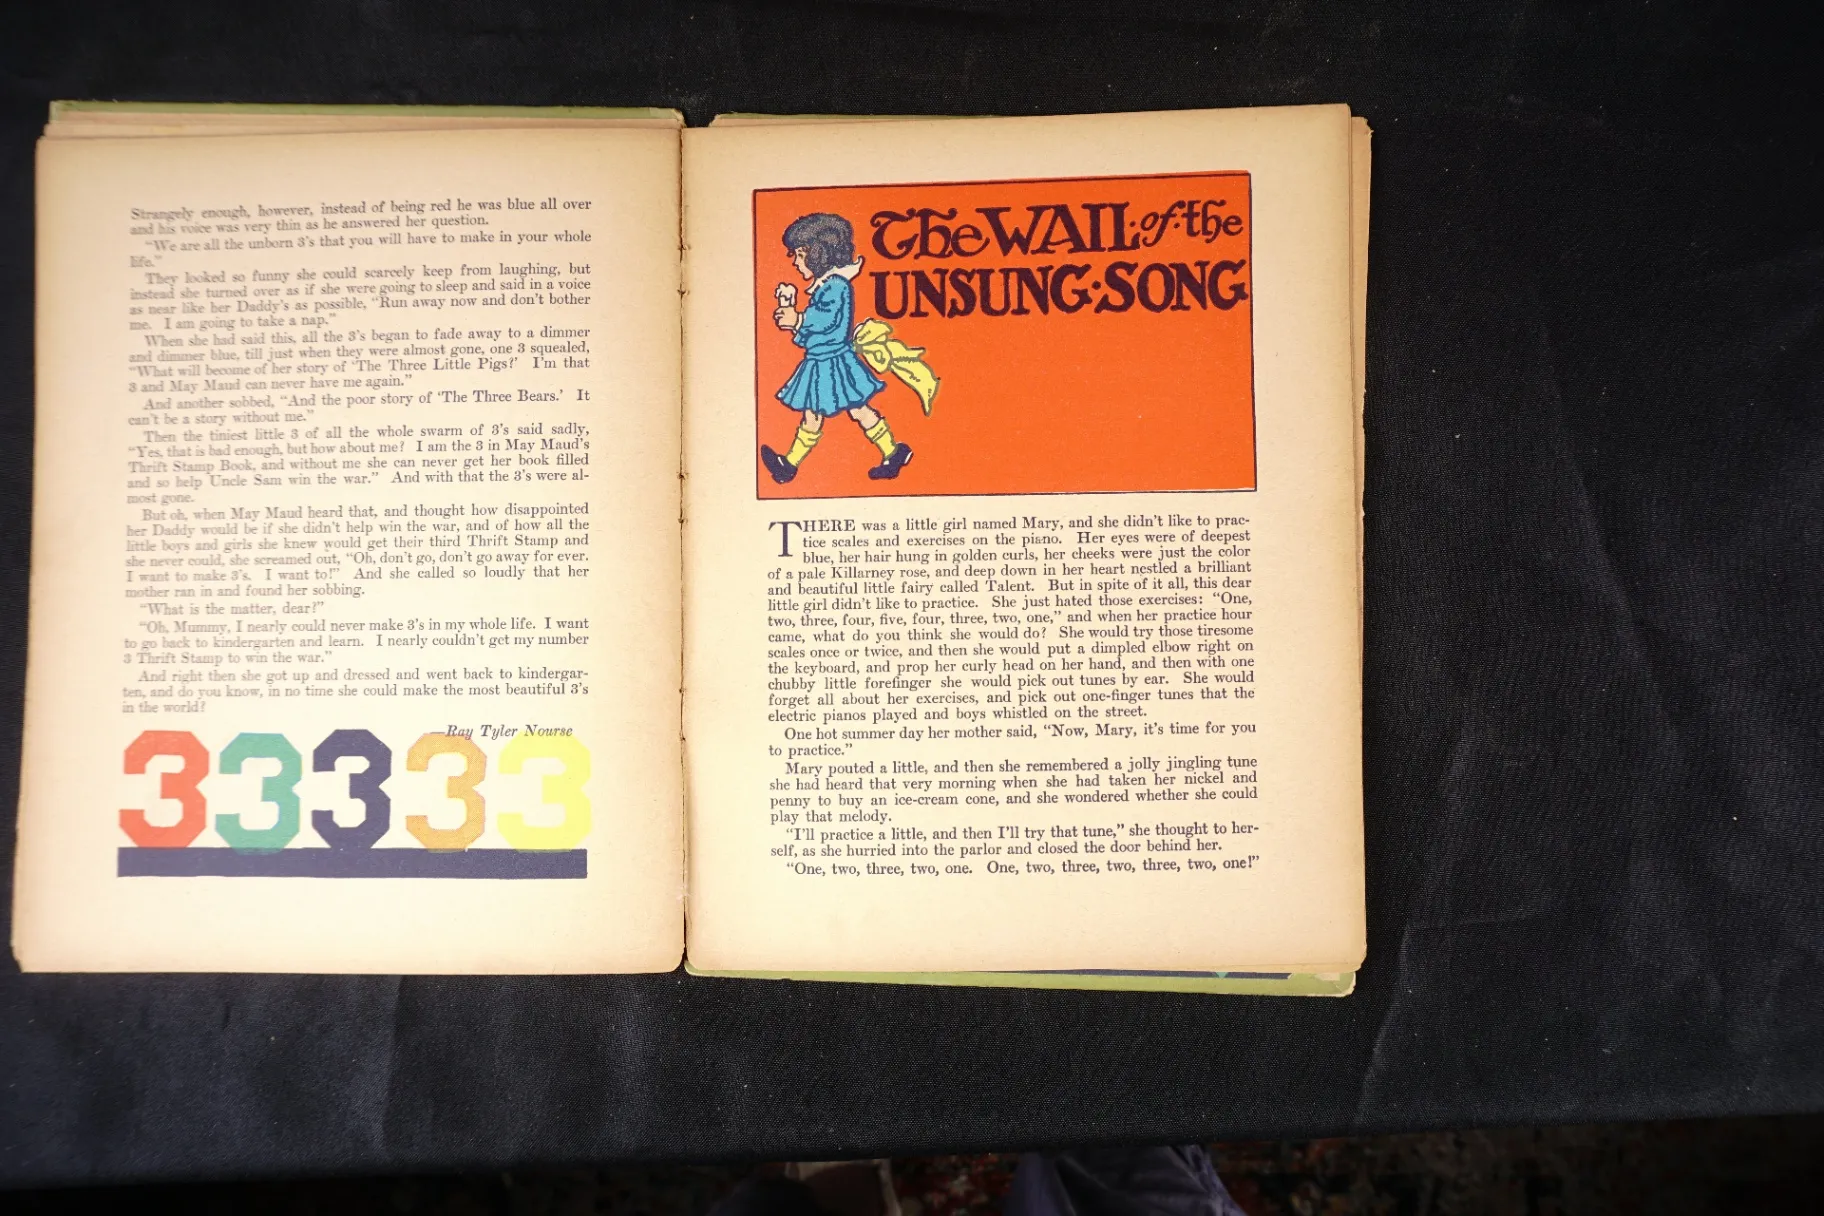 Strangely enough, however, instead of being red he was blue all over
and his voice was very thin as he answered her question.
“We are all the unborn 3's that you will have to make in your whole
life.”
They looked so funny she could scarcely keep from laughing, but
instead she turned over as if she were going to sleep and said in a voice
as near like her Daddy's as possible, “Run away now and don't bother
me. I am going to take a nap.”
When she had said this, all the 3's began to fade away to a dimmer
and dimmer blue, till just when they were almost gone, one 3 squealed,
“What will become of her story of ‘The Three Little Pigs?’ I'm that
3 and May Maud can never have me again.”
And another sobbed, “And the poor story of ‘The Three Bears.’ It
can't be a story without me.”
Then the tiniest little 3 of all the whole swarm of 3's said sadly,
“Yes, that is bad enough, but how about me? I am the 3 in May Maud's
Thrift Stamp Book, and without me she can never get her book filled
and so help Uncle Sam win the war.” And with that the 3's were al-
most gone.
But oh, when May Maud heard that, and thought how disappointed
her Daddy would be if she didn't help win the war, and of how all the
little boys and girls she knew would get their third Thrift Stamp and
she never could, she screamed out, “Oh, don't go, don't go away for ever.
I want to make 3's. I want to!” And she called so loudly that her
mother ran in and found her sobbing.
“What is the matter, dear?”
“Oh, Mummy, I nearly could never make 3's in my whole life. I want
to go back to kindergarten and learn. I nearly couldn't get my number
3 Thrift Stamp to win the war.”
And right then she got up and dressed and went back to kindergar-
ten, and do you know, in no time she could make the most beautiful 3's
in the world?
—Ray Tyler Nourse
3 3 3 3 3
The WAIL·of·the
UNSUNG·SONG
THERE was a little girl named Mary, and she didn't like to prac-
tice scales and exercises on the piano. Her eyes were of deepest
blue, her hair hung in golden curls, her cheeks were just the color
of a pale Killarney rose, and deep down in her heart nestled a brilliant
and beautiful little fairy called Talent. But in spite of it all, this dear
little girl didn't like to practice. She just hated those exercises: “One,
two, three, four, five, four, three, two, one,” and when her practice hour
came, what do you think she would do? She would try those tiresome
scales once or twice, and then she would put a dimpled elbow right on
the keyboard, and prop her curly head on her hand, and then with one
chubby little forefinger she would pick out tunes by ear. She would
forget all about her exercises, and pick out one-finger tunes that the
electric pianos played and boys whistled on the street.
One hot summer day her mother said, “Now, Mary, it's time for you
to practice.”
Mary pouted a little, and then she remembered a jolly jingling tune
she had heard that very morning when she had taken her nickel and
penny to buy an ice-cream cone, and she wondered whether she could
play that melody.
“I'll practice a little, and then I'll try that tune,” she thought to her-
self, as she hurried into the parlor and closed the door behind her.
“One, two, three, two, one. One, two, three, two, three, two, one!”